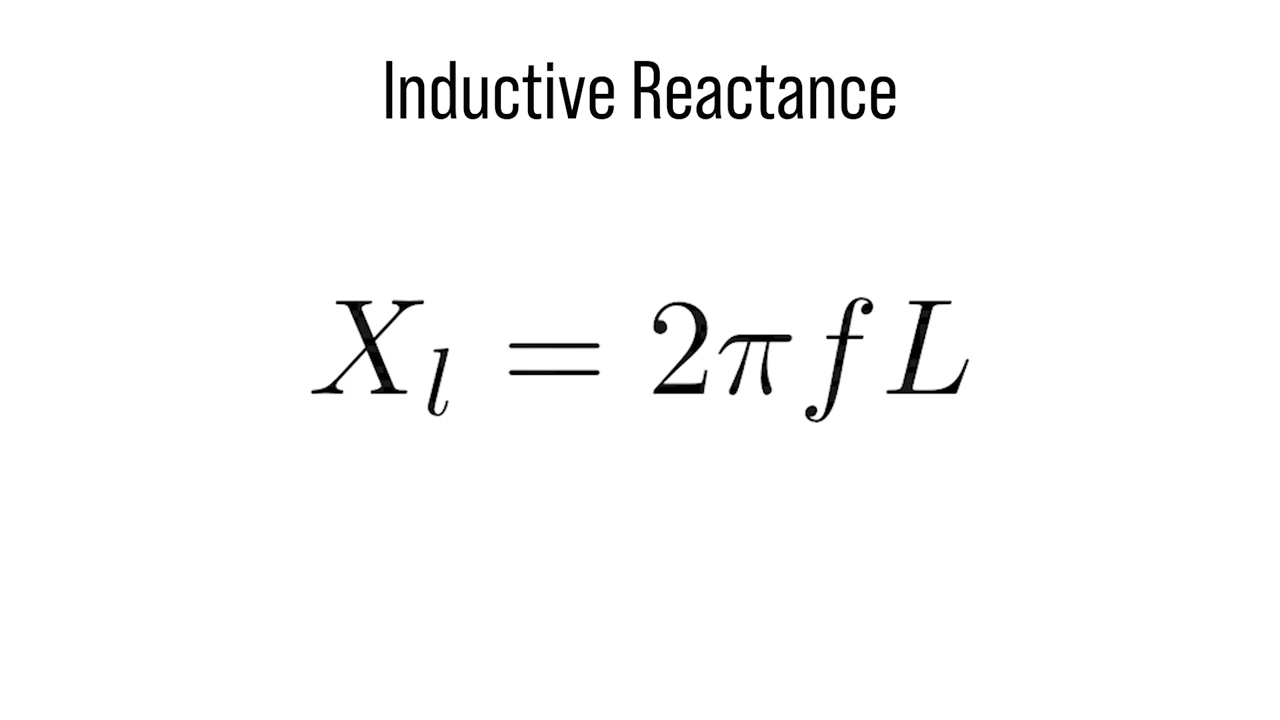 Inductive Reactance
X_l = 2πfL